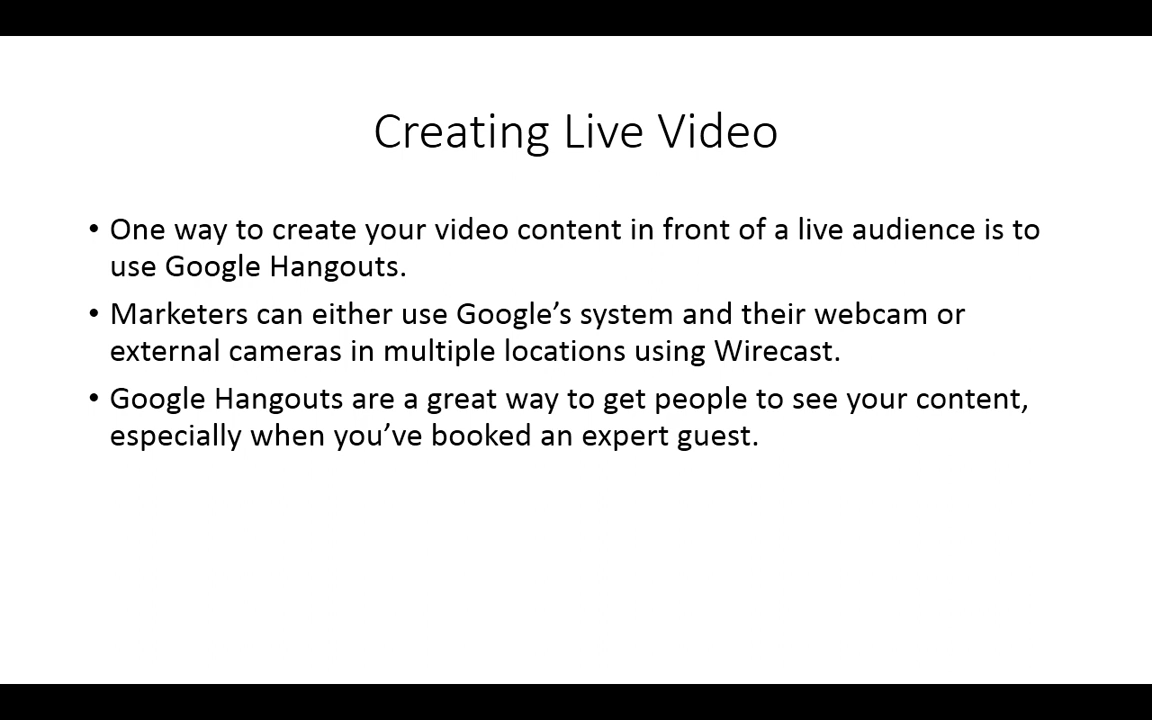 Creating Live Video
• One way to create your video content in front of a live audience is to
use Google Hangouts.
• Marketers can either use Google’s system and their webcam or
external cameras in multiple locations using Wirecast.
• Google Hangouts are a great way to get people to see your content,
especially when you’ve booked an expert guest.